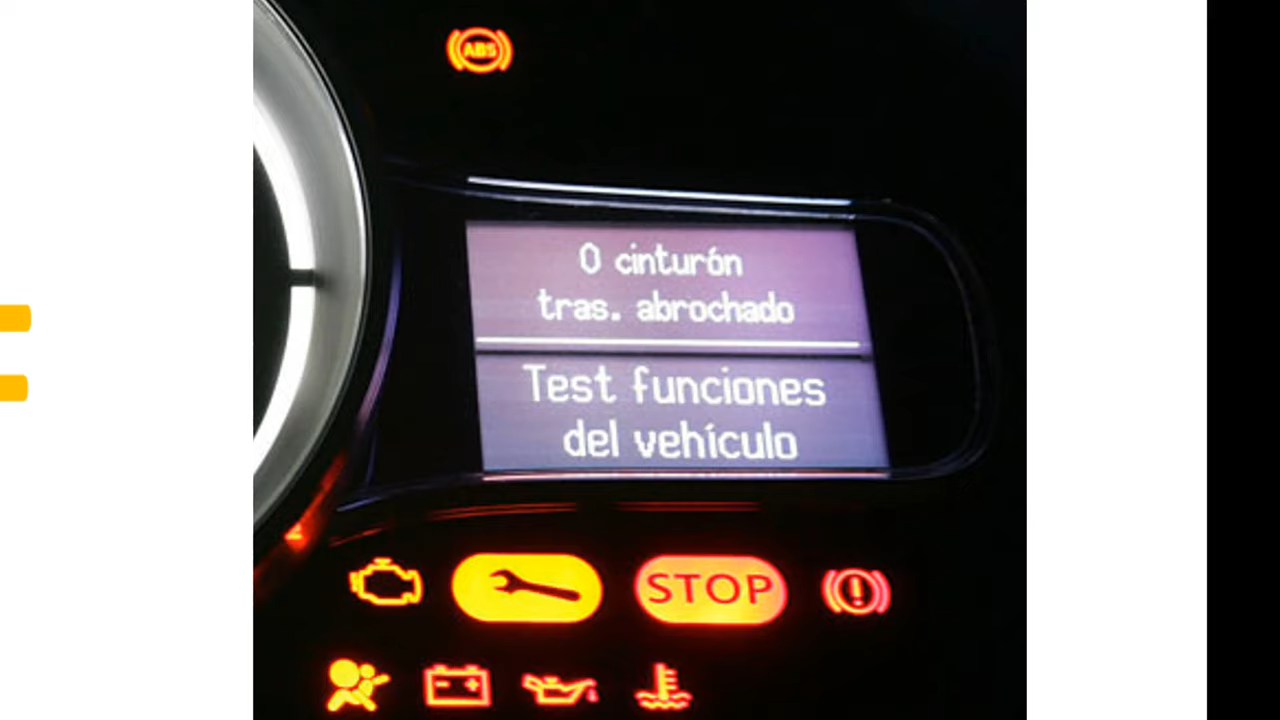 ABS
0 cinturón
tras. abrochado
Test funciones
del vehículo
STOP